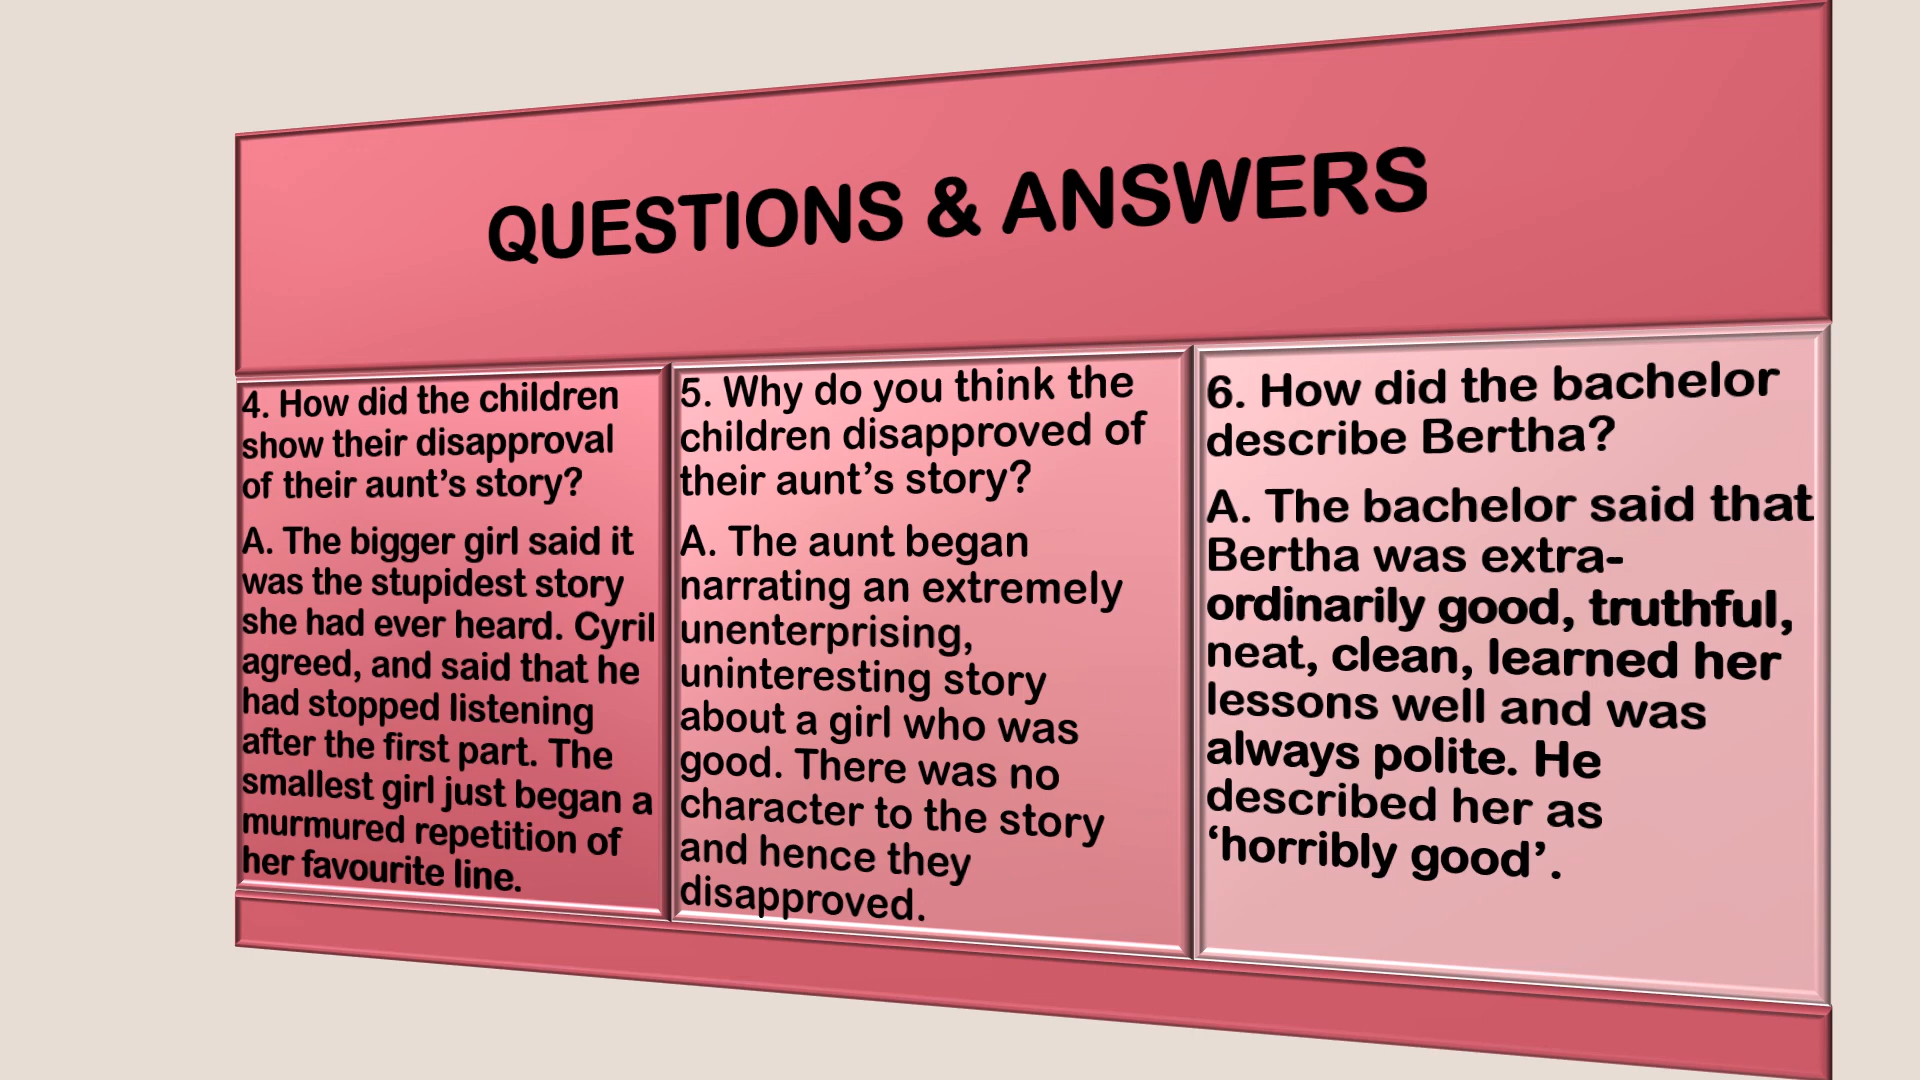 QUESTIONS & ANSWERS
4. How did the children
show their disapproval
of their aunt’s story?
A. The bigger girl said it
was the stupidest story
she had ever heard. Cyril
agreed, and said that he
had stopped listening
after the first part. The
smallest girl just began a
murmured repetition of
her favourite line.
5. Why do you think the
children disapproved of
their aunt’s story?
A. The aunt began
narrating an extremely
unenterprising,
uninteresting story
about a girl who was
good. There was no
character to the story
and hence they
disapproved.
6. How did the bachelor
describe Bertha?
A. The bachelor said that
Bertha was extra-
ordinarily good, truthful,
neat, clean, learned her
lessons well and was
always polite. He
described her as
‘horribly good’.